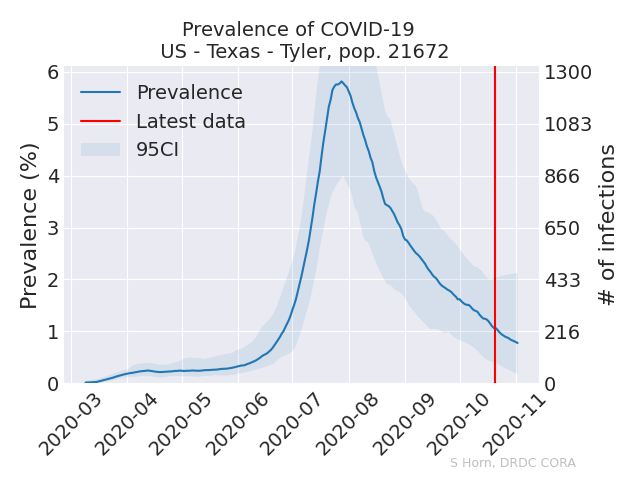 Prevalence of COVID-19
US - Texas - Tyler, pop. 21672
Prevalence
Latest data
95CI
Prevalence (%)
6
5
4
3
2
1
0
1300
1083
866
650
433
216
0
# of infections
2020-03
2020-04
2020-05
2020-06
2020-07
2020-08
2020-09
2020-10
2020-11
S Horn, DRDC CORA